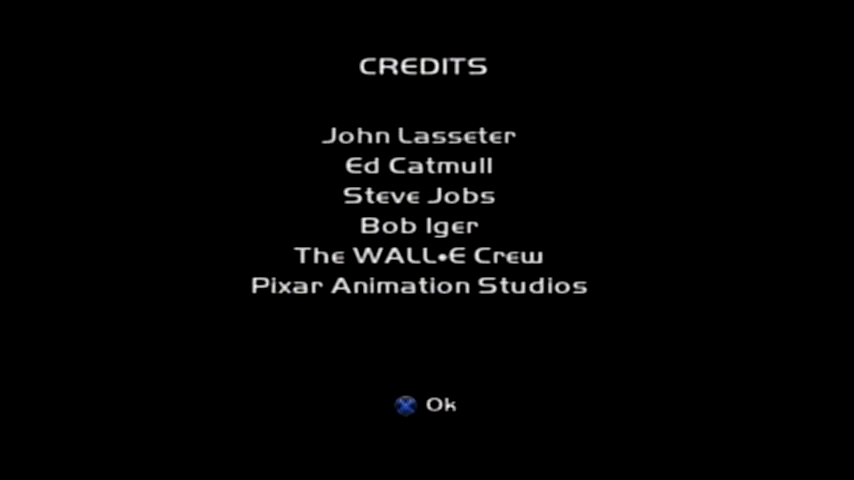 CREDITS
John Lasseter
Ed Catmull
Steve Jobs
Bob Iger
The WALL•E Crew
Pixar Animation Studios
Ok